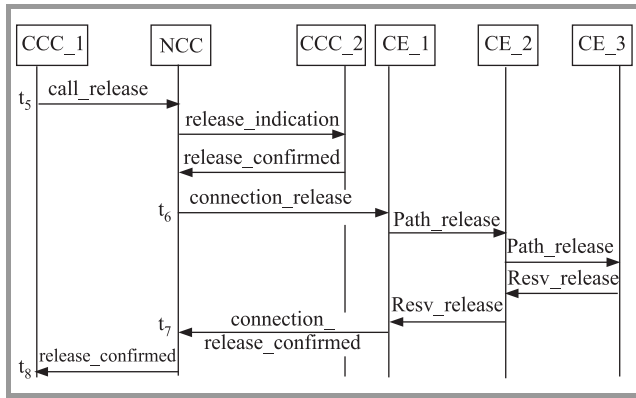 CCC_1 NCC CCC_2 CE_1 CE_2 CE_3
t5 call_release
release_indication
release_confirmed
t6 connection_release
Path_release
Path_release
Resv_release
Resv_release
t7 connection_
release_confirmed
t8 release_confirmed